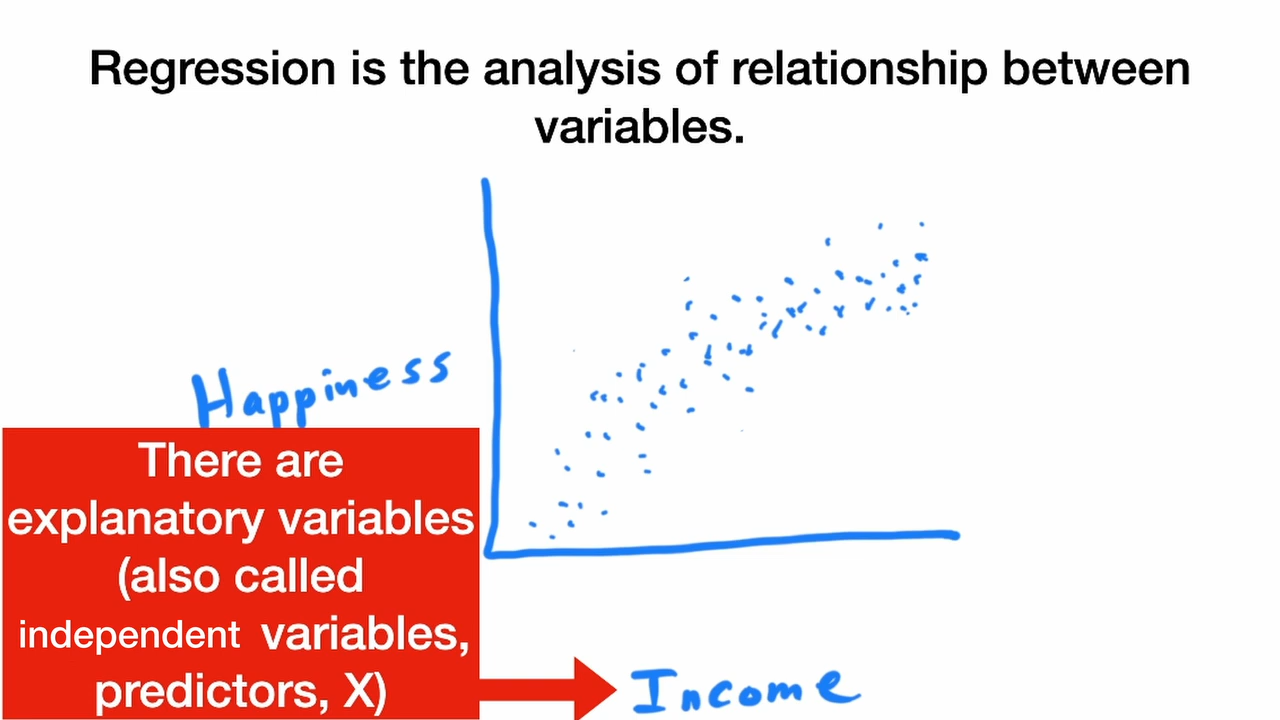 Regression is the analysis of relationship between
variables.
Happiness
There are
explanatory variables
(also called
independent variables,
predictors, X)
Income